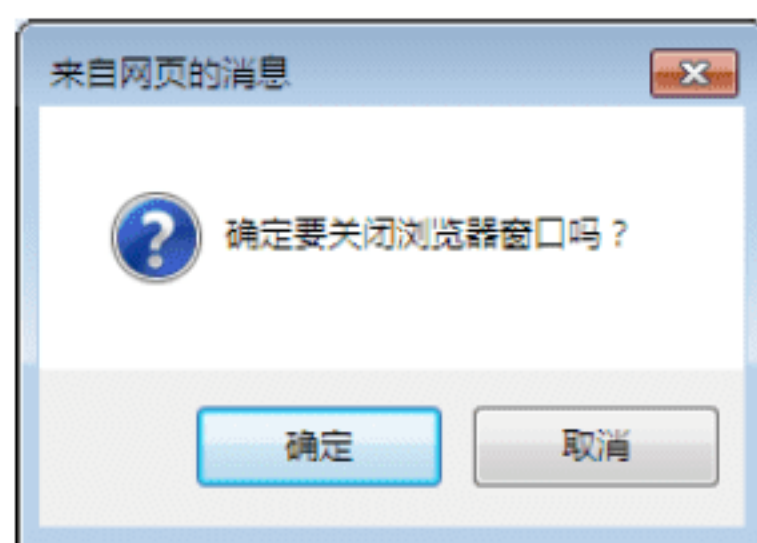 来自网页的消息
确定要关闭浏览器窗口吗？
确定
取消